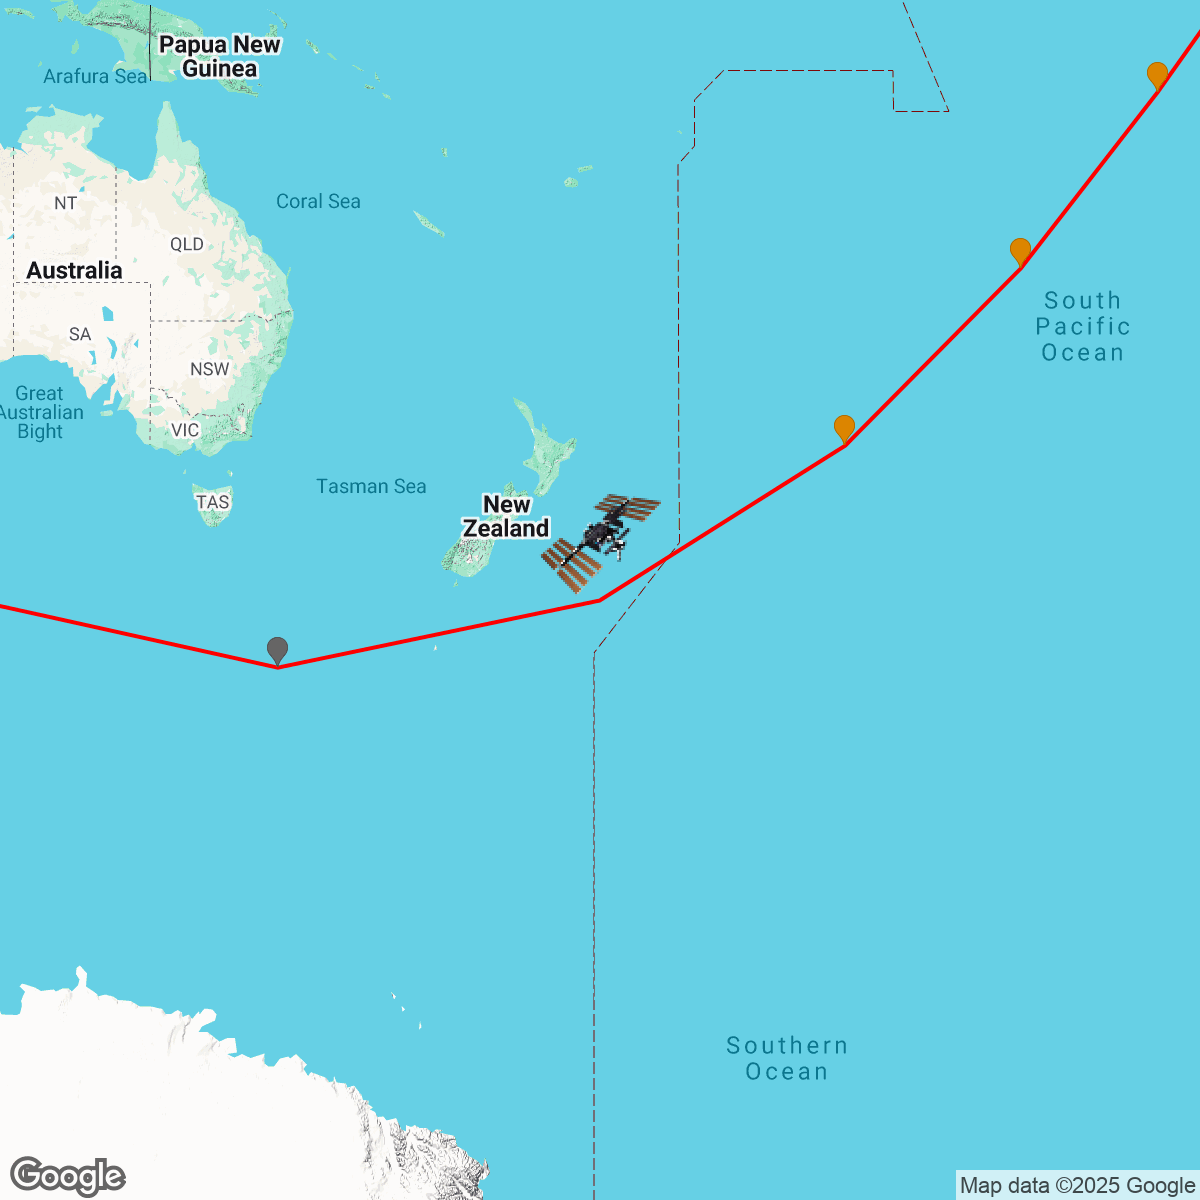 Papua New
Guinea
Arafura Sea
NT
Coral Sea
QLD
Australia
South
Pacific
Ocean
SA
NSW
Great
Australian
Bight
VIC
Tasman Sea
TAS
New
Zealand
Southern
Ocean
Google
Map data ©2025 Google